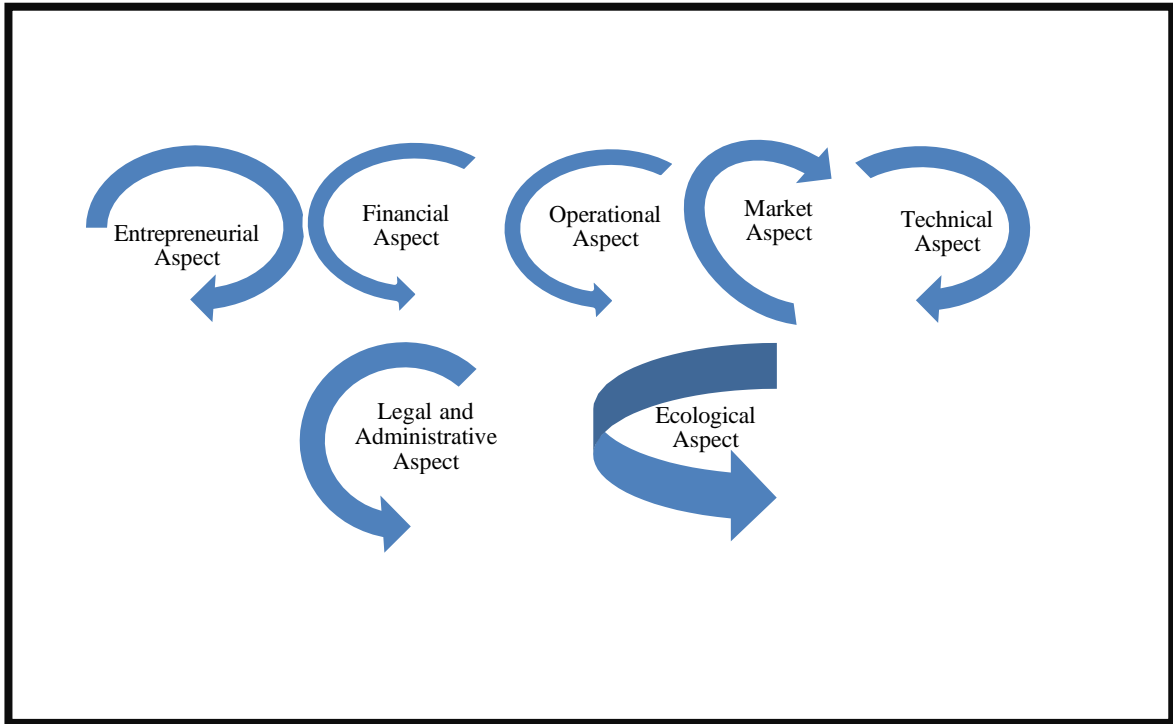 Entrepreneurial
Aspect
Financial
Aspect
Operational
Aspect
Market
Aspect
Technical
Aspect
Legal and
Administrative
Aspect
Ecological
Aspect